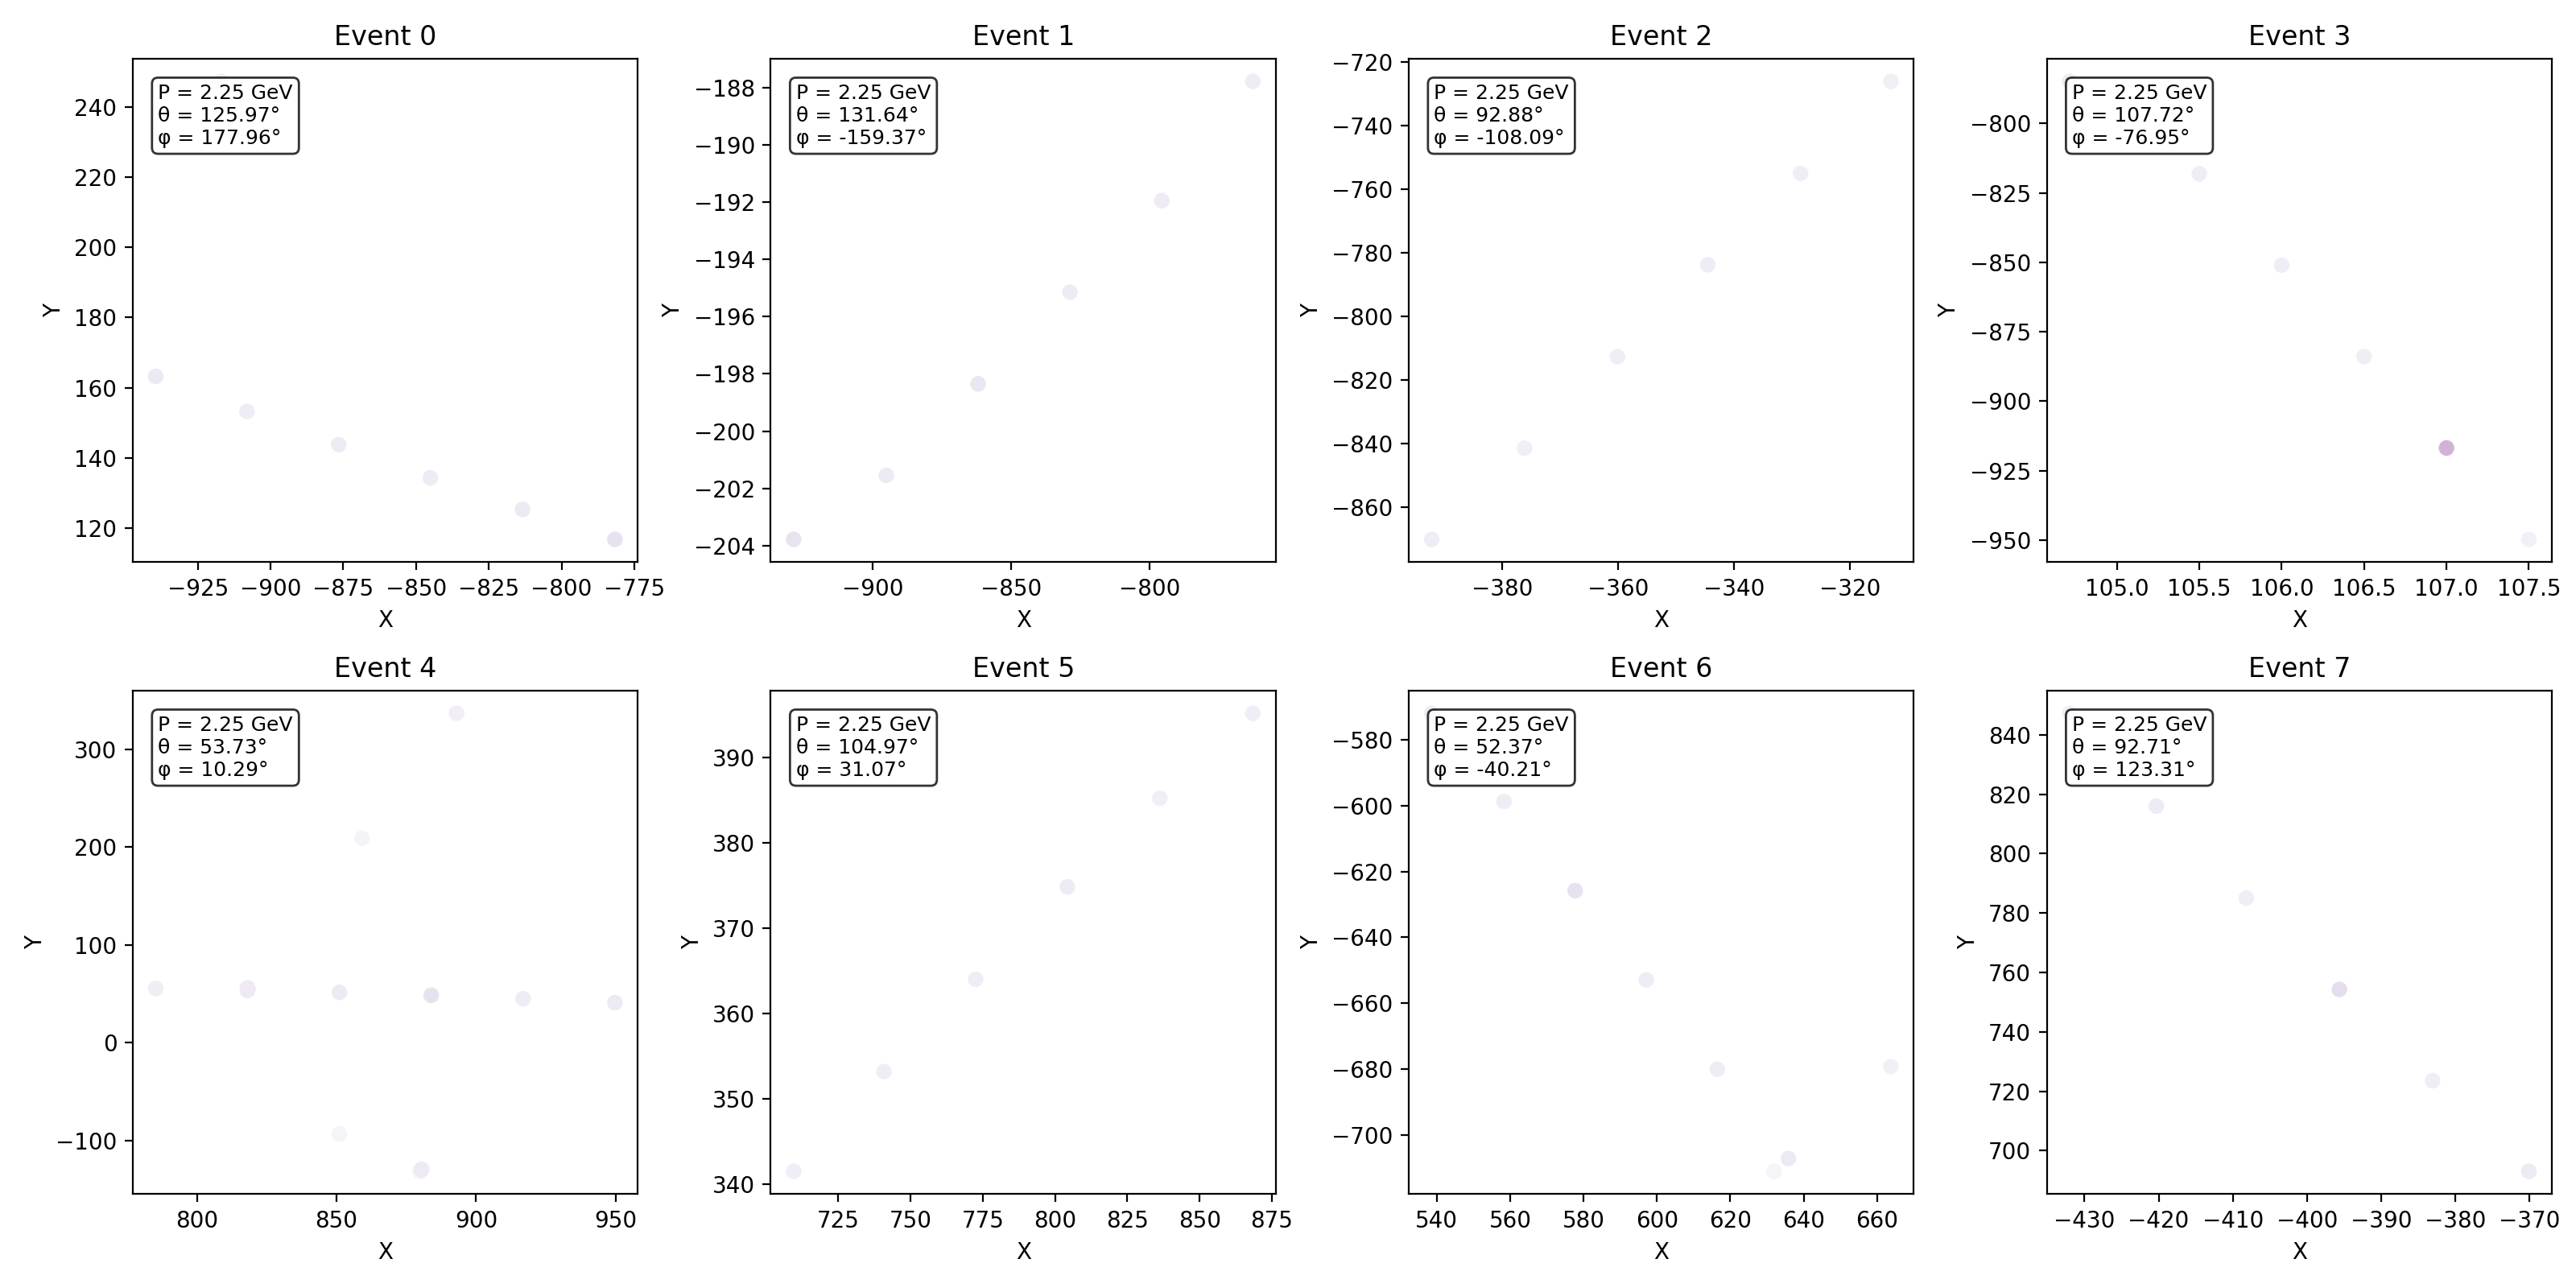 Event 0
P = 2.25 GeV
θ = 125.97°
φ = 177.96°
240
220
200
180
160
140
120
Y
−925 −900 −875 −850 −825 −800 −775
X
Event 1
P = 2.25 GeV
θ = 131.64°
φ = -159.37°
−188
−190
−192
−194
−196
−198
−200
−202
−204
Y
−900 −850 −800
X
Event 2
P = 2.25 GeV
θ = 92.88°
φ = -108.09°
−720
−740
−760
−780
−800
−820
−840
−860
Y
−380 −360 −340 −320
X
Event 3
P = 2.25 GeV
θ = 107.72°
φ = -76.95°
−800
−825
−850
−875
−900
−925
−950
Y
105.0 105.5 106.0 106.5 107.0 107.5
X
Event 4
P = 2.25 GeV
θ = 53.73°
φ = 10.29°
300
200
100
0
−100
Y
800 850 900 950
X
Event 5
P = 2.25 GeV
θ = 104.97°
φ = 31.07°
390
380
370
360
350
340
Y
725 750 775 800 825 850 875
X
Event 6
P = 2.25 GeV
θ = 52.37°
φ = -40.21°
−580
−600
−620
−640
−660
−680
−700
Y
540 560 580 600 620 640 660
X
Event 7
P = 2.25 GeV
θ = 92.71°
φ = 123.31°
840
820
800
780
760
740
720
700
Y
−430 −420 −410 −400 −390 −380 −370
X